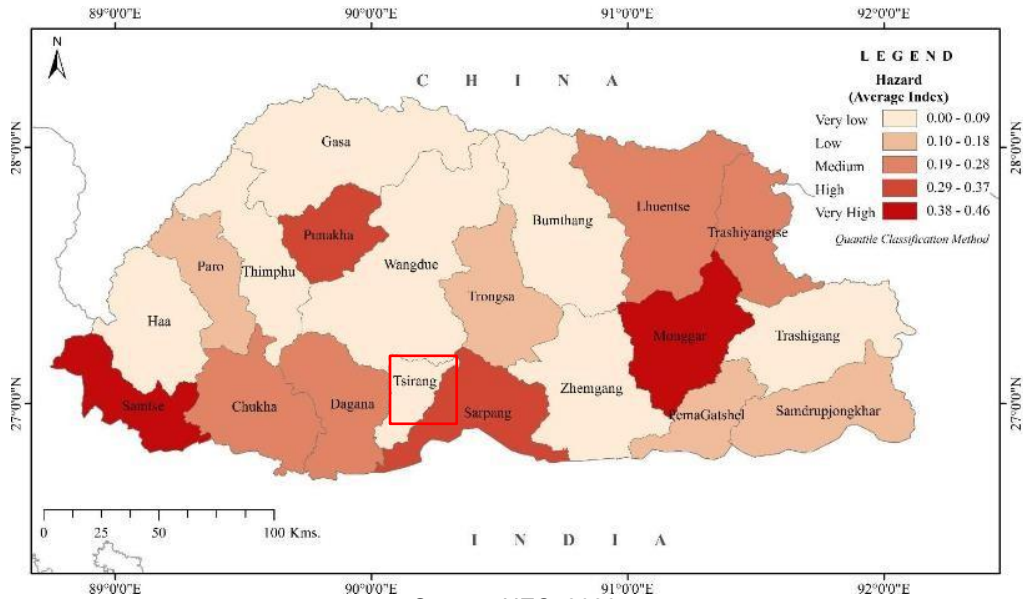 89°0'0"E
90°0'0"E
91°0'0"E
92°0'0"E
N
CHINA
LEGEND
Hazard
(Average Index)
Very low 0.00 - 0.09
Low 0.10 - 0.18
Medium 0.19 - 0.28
High 0.29 - 0.37
Very High 0.38 - 0.46
Quantile Classification Method
28°0'0"N
28°0'0"N
Gasa
Lhuentse
Bumthang
Punakha
Trashiyangtse
Paro
Thimphu
Wangdue
Trongsa
Haa
Monggar
Trashigang
Tsirang
Zhemgang
27°0'0"N
27°0'0"N
Samtse
Chukha
Dagana
Sarpang
PemaGatshel
Samdrupjongkhar
0 25 50 100 Kms.
INDIA
89°0'0"E
90°0'0"E
91°0'0"E
92°0'0"E